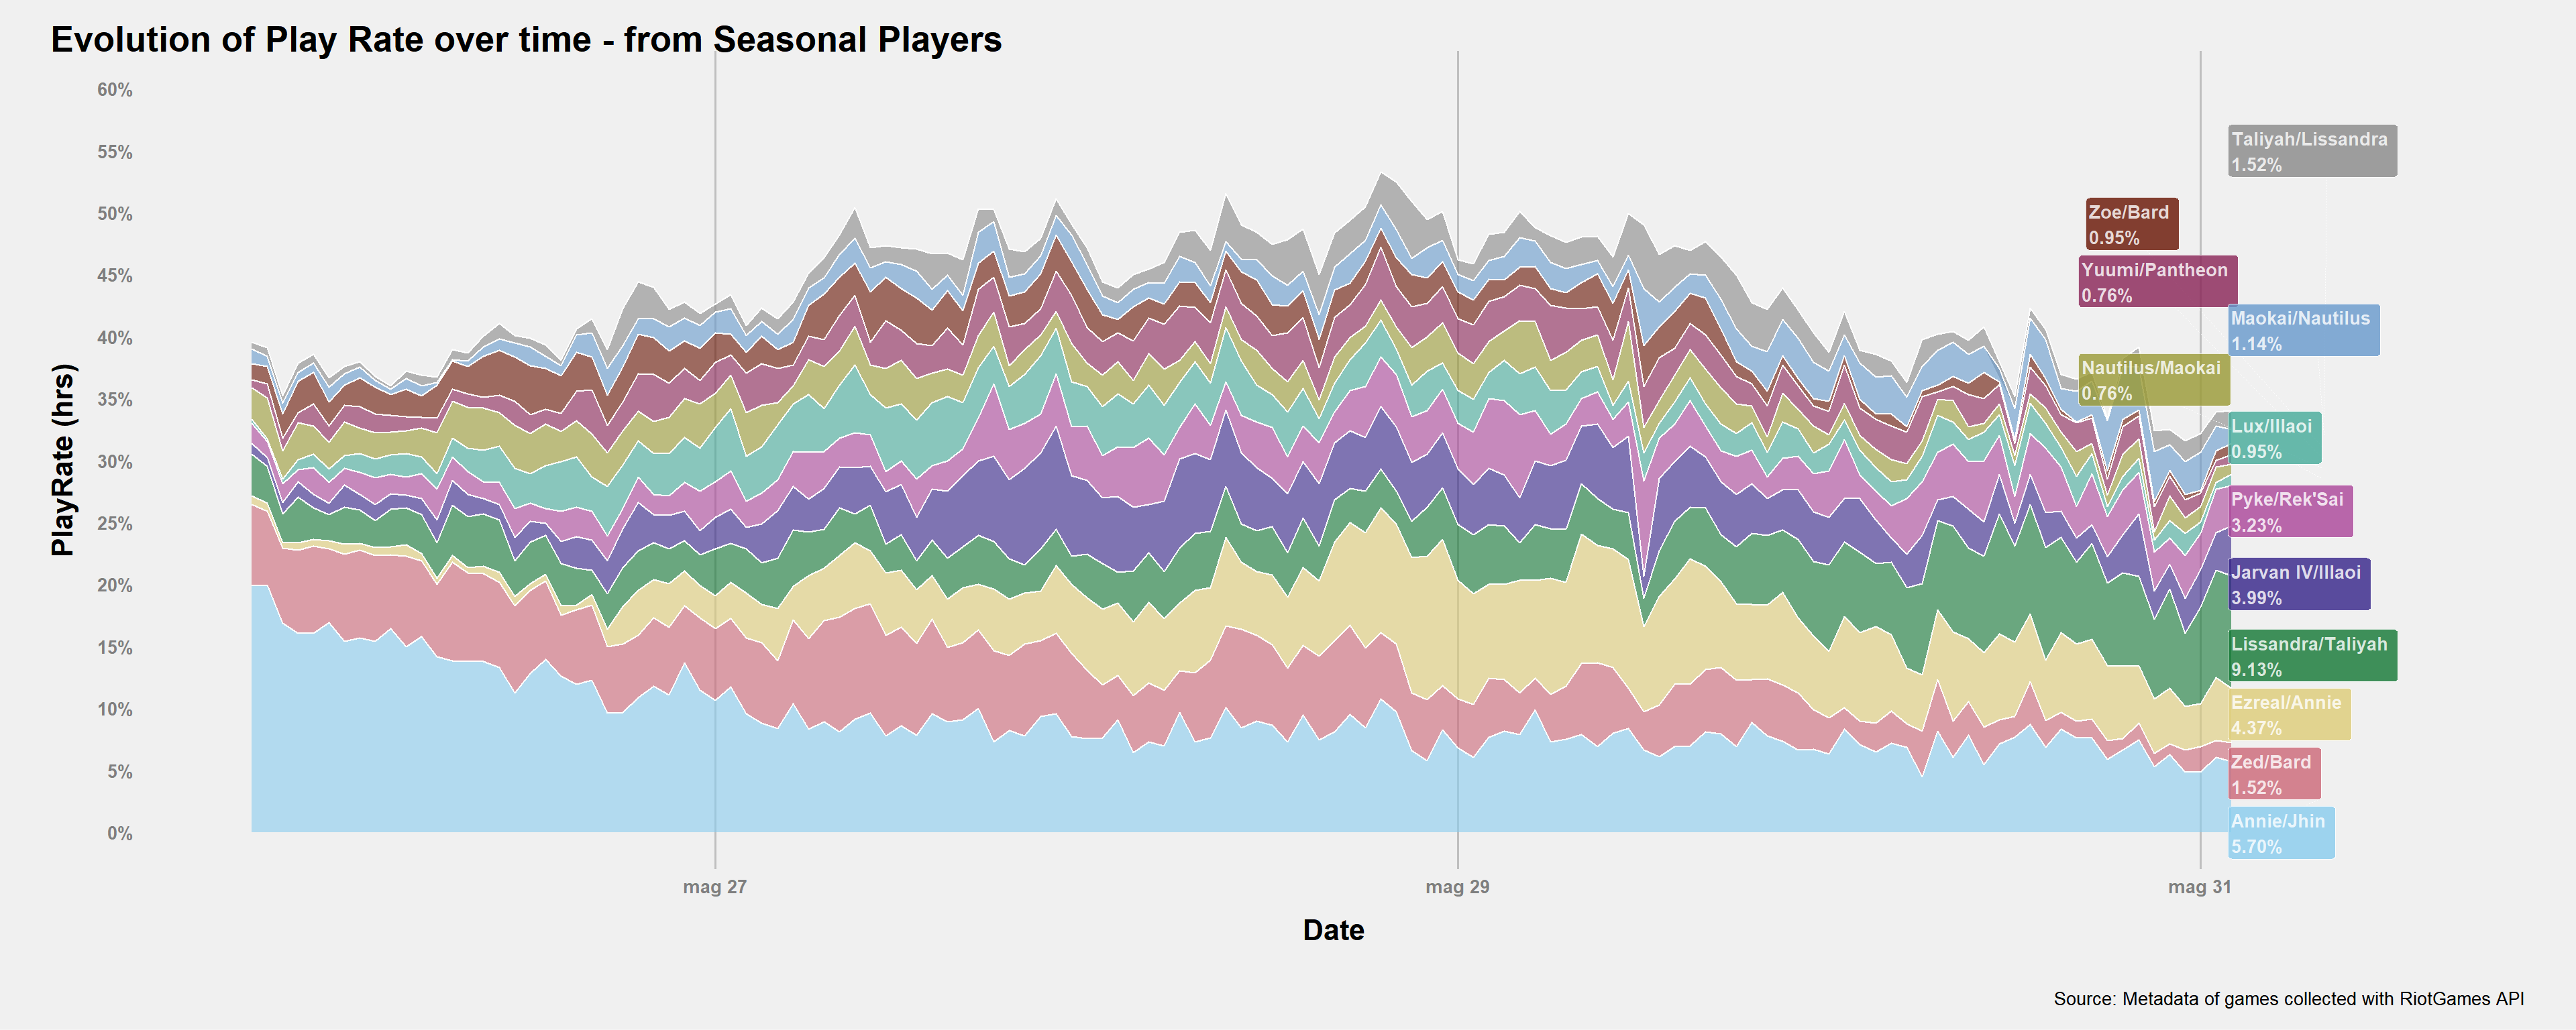 Evolution of Play Rate over time - from Seasonal Players
PlayRate (hrs)
60%
55%
50%
45%
40%
35%
30%
25%
20%
15%
10%
5%
0%
Taliyah/Lissandra
1.52%
Zoe/Bard
0.95%
Yuumi/Pantheon
0.76%
Maokai/Nautilus
1.14%
Nautilus/Maokai
0.76%
Lux/Illaoi
0.95%
Pyke/Rek'Sai
3.23%
Jarvan IV/Illaoi
3.99%
Lissandra/Taliyah
9.13%
Ezreal/Annie
4.37%
Zed/Bard
1.52%
Annie/Jhin
5.70%
mag 27
mag 29
mag 31
Date
Source: Metadata of games collected with RiotGames API